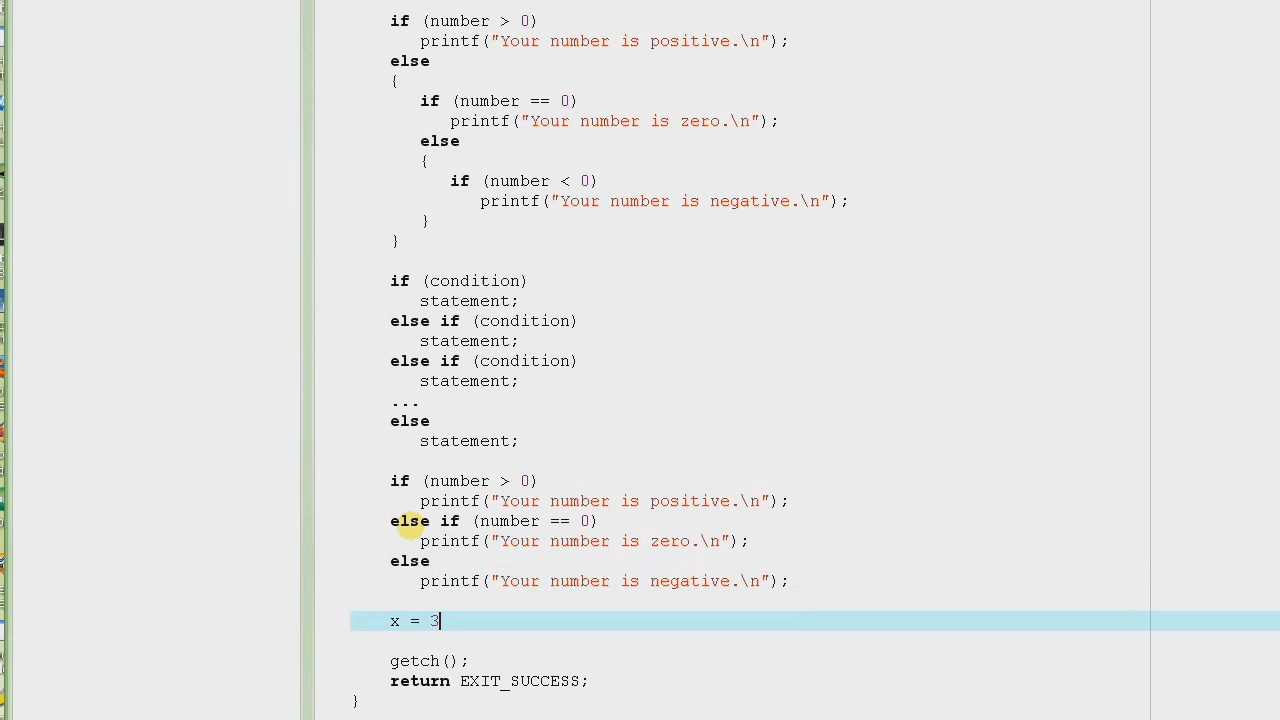 if (number > 0)
printf("Your number is positive.\n");
else
{
if (number == 0)
printf("Your number is zero.\n");
else
{
if (number < 0)
printf("Your number is negative.\n");
}
}
if (condition)
statement;
else if (condition)
statement;
else if (condition)
statement;
...
else
statement;
if (number > 0)
printf("Your number is positive.\n");
else if (number == 0)
printf("Your number is zero.\n");
else
printf("Your number is negative.\n");
x = 3
getch();
return EXIT_SUCCESS;
}